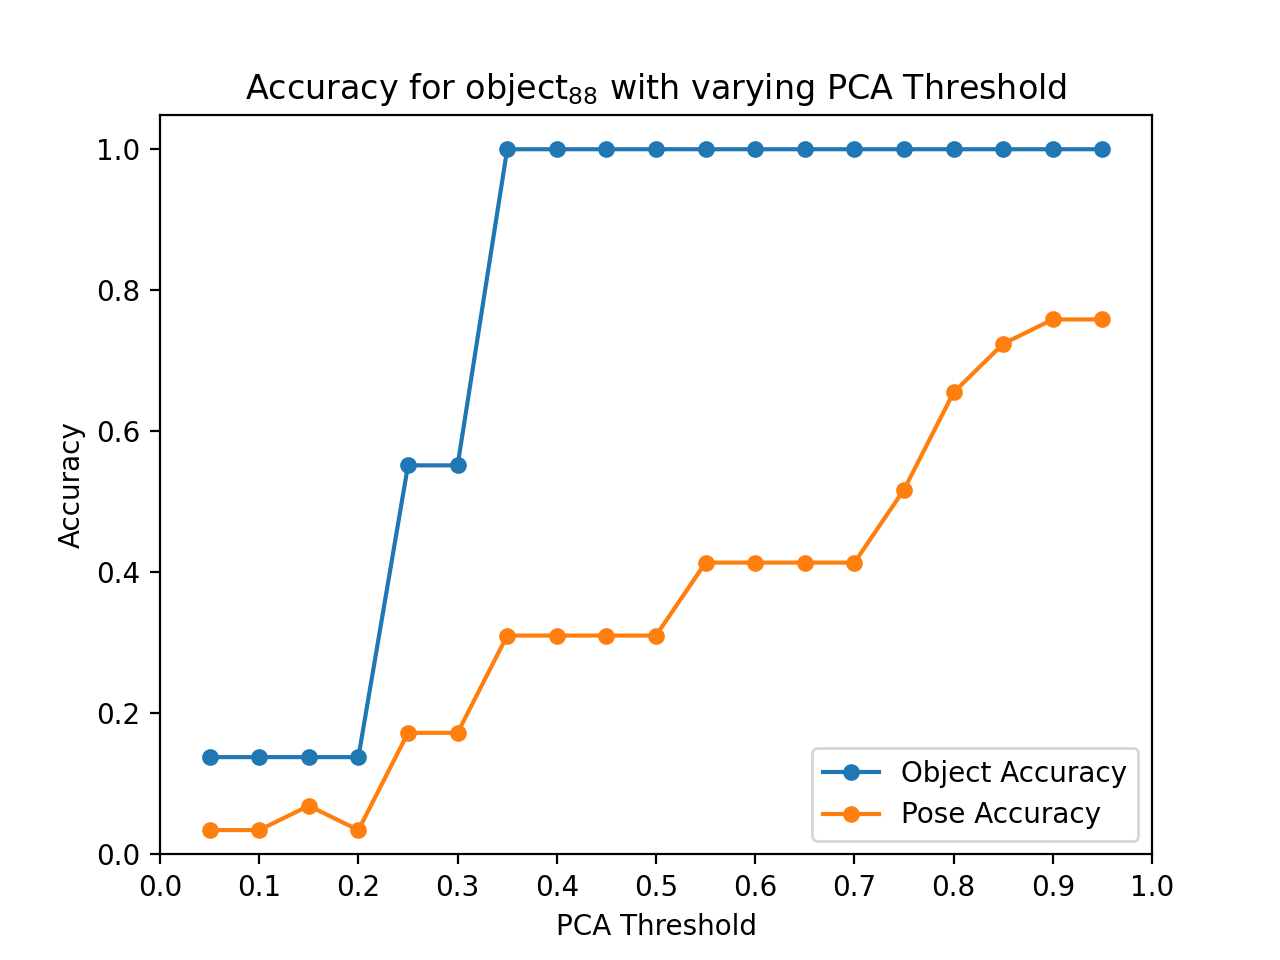 Accuracy for object₈₈ with varying PCA Threshold
1.0
0.8
0.6
0.4
0.2
0.0
Accuracy
Object Accuracy
Pose Accuracy
0.0 0.1 0.2 0.3 0.4 0.5 0.6 0.7 0.8 0.9 1.0
PCA Threshold